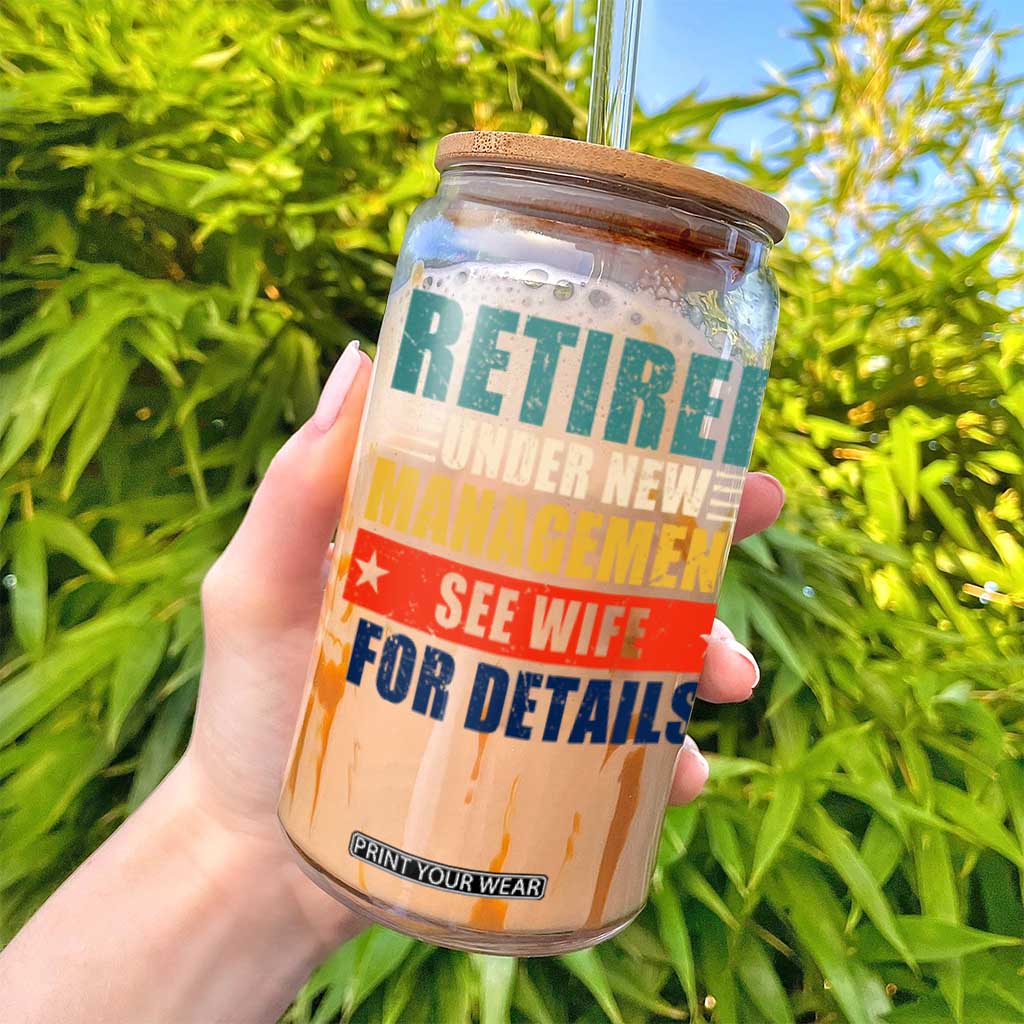 RETIRE
UNDER NEW
MANAGEMEN
SEE WIFE
FOR DETAILS
PRINT YOUR WEAR